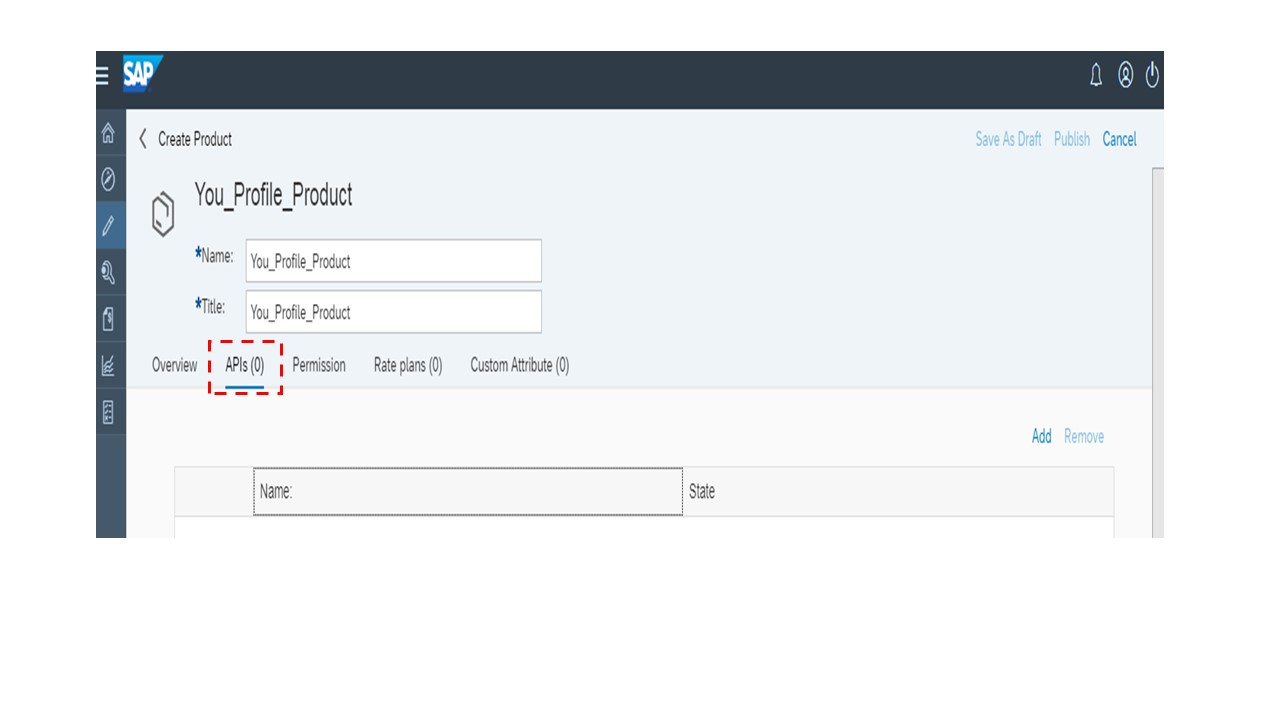 SAP
Create Product
Save As Draft Publish Cancel
You_Profile_Product
*Name: You_Profile_Product
*Title: You_Profile_Product
Overview APIs (0) Permission Rate plans (0) Custom Attribute (0)
Add Remove
Name: State